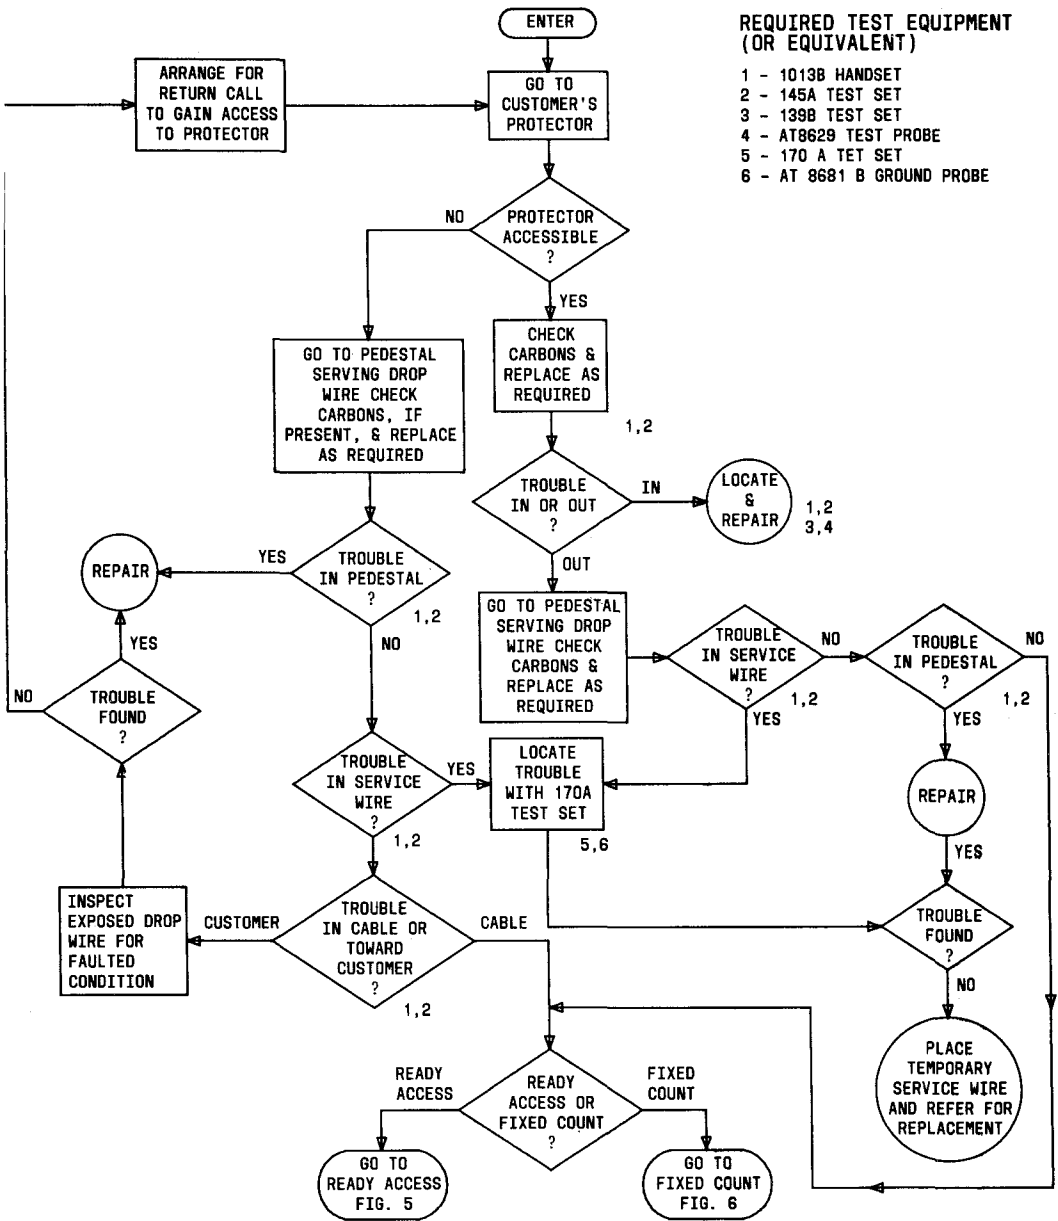 ENTER
REQUIRED TEST EQUIPMENT
(OR EQUIVALENT)
1 - 1013B HANDSET
2 - 145A TEST SET
3 - 139B TEST SET
4 - AT8629 TEST PROBE
5 - 170 A TET SET
6 - AT 8681 B GROUND PROBE
ARRANGE FOR
RETURN CALL
TO GAIN ACCESS
TO PROTECTOR
GO TO
CUSTOMER'S
PROTECTOR
PROTECTOR
ACCESSIBLE
?
NO
YES
GO TO PEDESTAL
SERVING DROP
WIRE CHECK
CARBONS, IF
PRESENT, & REPLACE
AS REQUIRED
CHECK
CARBONS &
REPLACE AS
REQUIRED
1,2
TROUBLE
IN OR OUT
?
IN
LOCATE
&
REPAIR
1,2
3,4
OUT
TROUBLE
IN PEDESTAL
?
1,2
YES
REPAIR
NO
GO TO PEDESTAL
SERVING DROP
WIRE CHECK
CARBONS &
REPLACE AS
REQUIRED
TROUBLE
IN SERVICE
WIRE
?
1,2
NO
YES
TROUBLE
IN PEDESTAL
?
1,2
NO
YES
YES
TROUBLE
FOUND
?
NO
TROUBLE
IN SERVICE
WIRE
?
1,2
YES
LOCATE
TROUBLE
WITH 170A
TEST SET
5,6
REPAIR
YES
TROUBLE
FOUND
?
NO
INSPECT
EXPOSED DROP
WIRE FOR
FAULTED
CONDITION
CUSTOMER
TROUBLE
IN CABLE OR
TOWARD
CUSTOMER
?
1,2
CABLE
PLACE
TEMPORARY
SERVICE WIRE
AND REFER FOR
REPLACEMENT
READY
ACCESS
READY
ACCESS OR
FIXED COUNT
?
FIXED
COUNT
GO TO
READY ACCESS
FIG. 5
GO TO
FIXED COUNT
FIG. 6